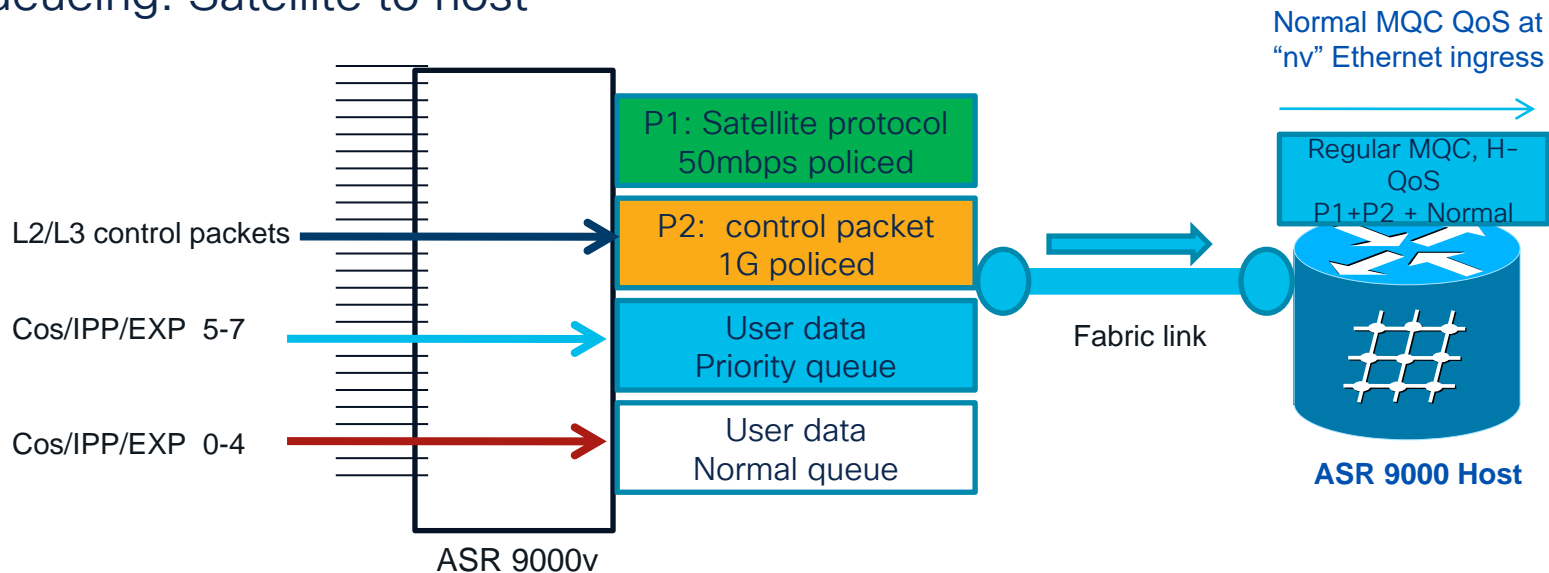 Satellite to host
Normal MQC QoS at
“nv” Ethernet ingress
P1: Satellite protocol
50mbps policed
Regular MQC, H-
QoS
P1+P2 + Normal
L2/L3 control packets
P2: control packet
1G policed
Cos/IPP/EXP 5-7
User data
Priority queue
Fabric link
Cos/IPP/EXP 0-4
User data
Normal queue
ASR 9000 Host
ASR 9000v